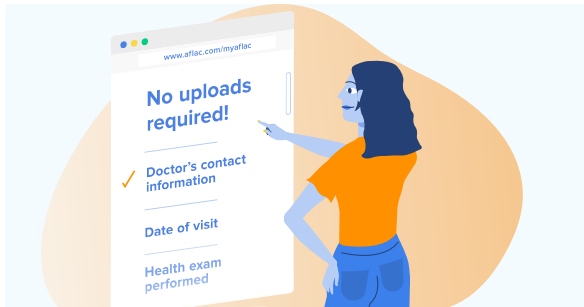 www.aflac.com/myaflac
No uploads
required!
Doctor's contact
information
Date of visit
Health exam
performed